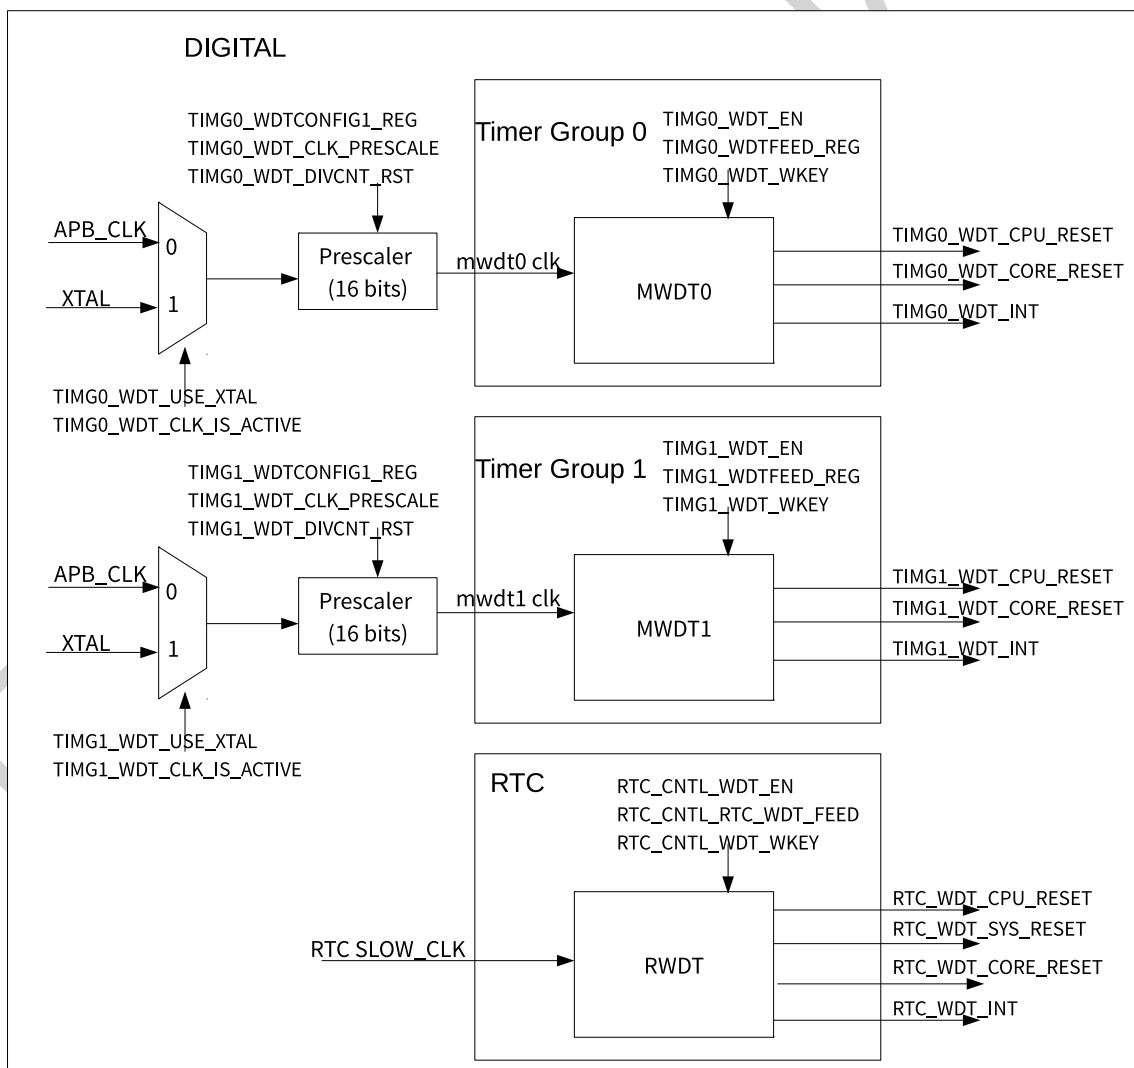 DIGITAL
TIMG0_WDTCONFIG1_REG
TIMG0_WDT_CLK_PRESCALE
TIMG0_WDT_DIVCNT_RST
Timer Group 0
TIMG0_WDT_EN
TIMG0_WDTFEED_REG
TIMG0_WDT_WKEY
APB_CLK
0
XTAL
1
Prescaler
(16 bits)
mwdt0 clk
MWDT0
TIMG0_WDT_CPU_RESET
TIMG0_WDT_CORE_RESET
TIMG0_WDT_INT
TIMG0_WDT_USE_XTAL
TIMG0_WDT_CLK_IS_ACTIVE
TIMG1_WDTCONFIG1_REG
TIMG1_WDT_CLK_PRESCALE
TIMG1_WDT_DIVCNT_RST
Timer Group 1
TIMG1_WDT_EN
TIMG1_WDTFEED_REG
TIMG1_WDT_WKEY
APB_CLK
0
XTAL
1
Prescaler
(16 bits)
mwdt1 clk
MWDT1
TIMG1_WDT_CPU_RESET
TIMG1_WDT_CORE_RESET
TIMG1_WDT_INT
TIMG1_WDT_USE_XTAL
TIMG1_WDT_CLK_IS_ACTIVE
RTC
RTC_CNTL_WDT_EN
RTC_CNTL_RTC_WDT_FEED
RTC_CNTL_WDT_WKEY
RTC SLOW_CLK
RWDT
RTC_WDT_CPU_RESET
RTC_WDT_SYS_RESET
RTC_WDT_CORE_RESET
RTC_WDT_INT